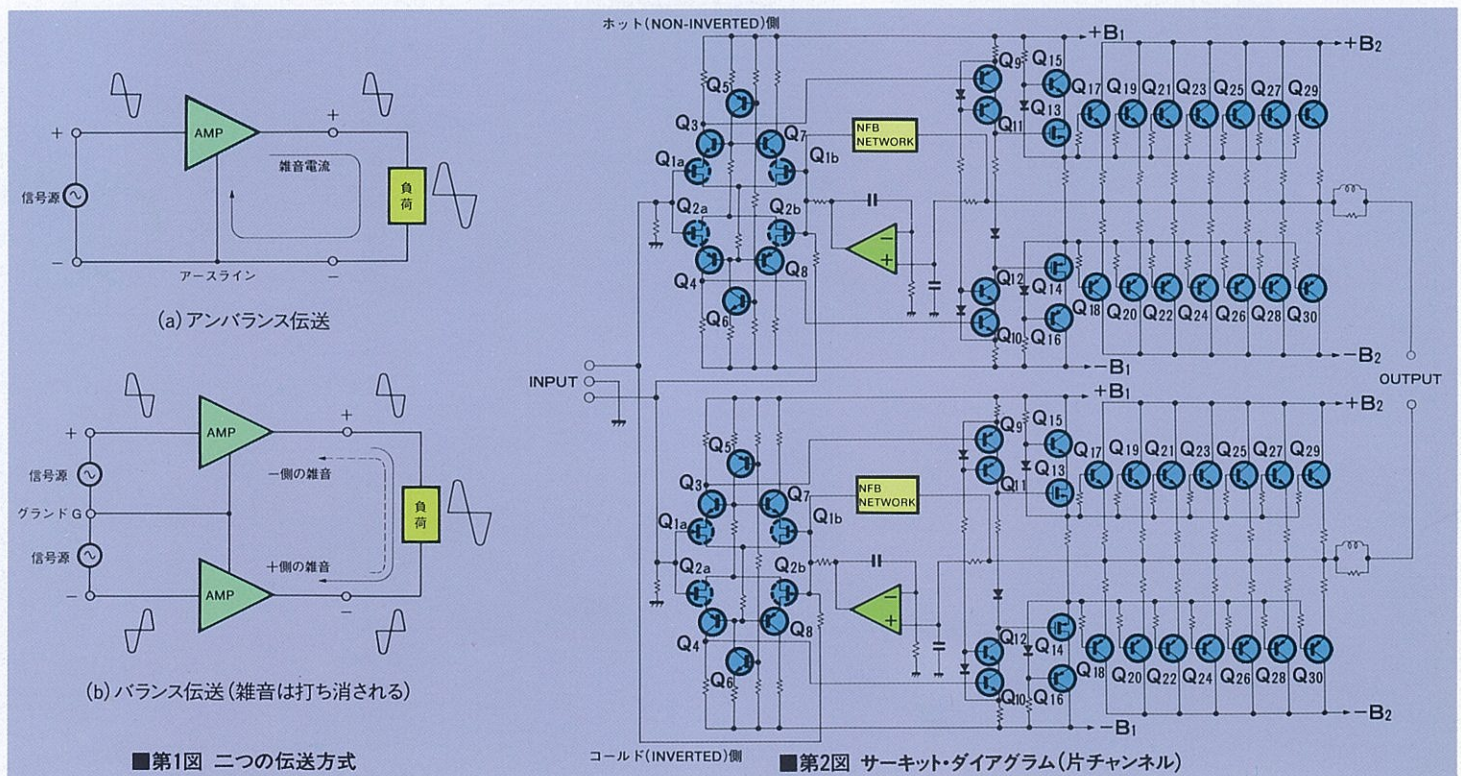 +
信号源
−
AMP
+
雑音電流
負荷
アースライン
−
(a)アンバランス伝送
+
信号源
グランドG
信号源
−
AMP
AMP
+
−側の雑音
+側の雑音
−
負荷
(b)バランス伝送(雑音は打ち消される)
■第1図 二つの伝送方式
ホット(NON-INVERTED)側
+B1
+B2
Q5
Q3
Q7
Q1a
Q1b
Q2a
Q2b
Q4
Q8
Q6
NFB
NETWORK
−
+
Q9
Q11
Q15
Q13
Q12
Q14
Q10
Q16
Q17
Q19
Q21
Q23
Q25
Q27
Q29
Q18
Q20
Q22
Q24
Q26
Q28
Q30
−B1
−B2
INPUT
OUTPUT
+B1
+B2
Q5
Q3
Q7
Q1a
Q1b
Q2a
Q2b
Q4
Q8
Q6
NFB
NETWORK
−
+
Q9
Q11
Q15
Q13
Q12
Q14
Q10
Q16
Q17
Q19
Q21
Q23
Q25
Q27
Q29
Q18
Q20
Q22
Q24
Q26
Q28
Q30
−B1
−B2
コールド(INVERTED)側
■第2図 サーキット・ダイアグラム(片チャンネル)